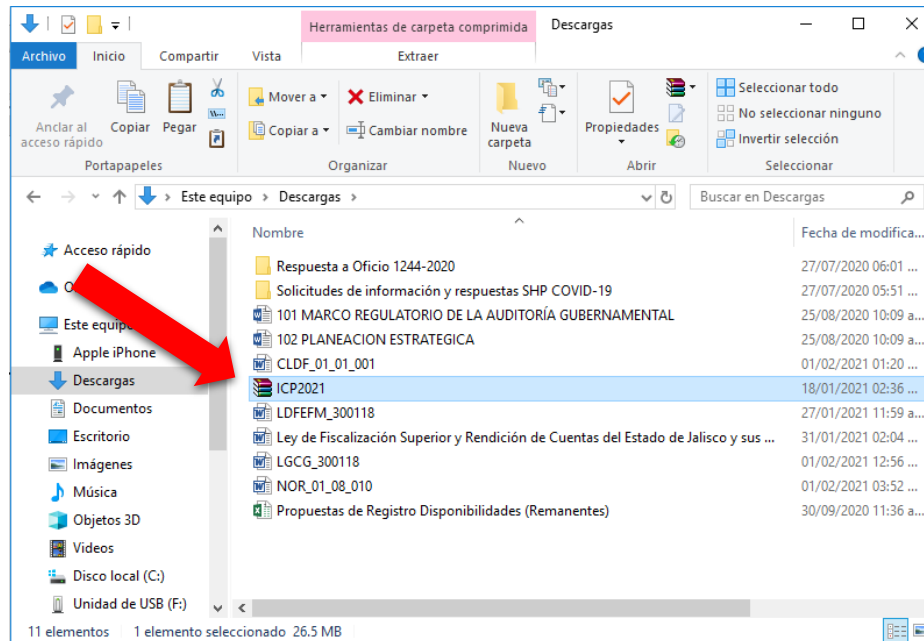 Herramientas de carpeta comprimida Descargas
Archivo Inicio Compartir Vista Extraer
Anclar al acceso rápido
Copiar
Pegar
Mover a
Copiar a
Eliminar
Cambiar nombre
Nueva carpeta
Propiedades
Seleccionar todo
No seleccionar ninguno
Invertir selección
Portapapeles Organizar Nuevo Abrir Seleccionar
Este equipo > Descargas > Buscar en Descargas
Nombre Fecha de modifica...
Acceso rápido
Este equipo
Apple iPhone
Descargas
Documentos
Escritorio
Imágenes
Música
Objetos 3D
Videos
Disco local (C:)
Unidad de USB (F:)
Respuesta a Oficio 1244-2020 27/07/2020 06:01 ...
Solicitudes de información y respuestas SHP COVID-19 27/07/2020 05:51 ...
101 MARCO REGULATORIO DE LA AUDITORÍA GUBERNAMENTAL 25/08/2020 10:09 a...
102 PLANEACION ESTRATEGICA 25/08/2020 10:09 a...
CLDF_01_01_001 01/02/2021 01:20 ...
ICP2021 18/01/2021 02:36 ...
LDFEFM_300118 27/01/2021 11:59 a...
Ley de Fiscalización Superior y Rendición de Cuentas del Estado de Jalisco y sus ... 31/01/2021 02:04 ...
LGCG_300118 01/02/2021 12:56 ...
NOR_01_08_010 01/02/2021 03:52 ...
Propuestas de Registro Disponibilidades (Remanentes) 30/09/2020 11:36 a...
11 elementos 1 elemento seleccionado 26.5 MB